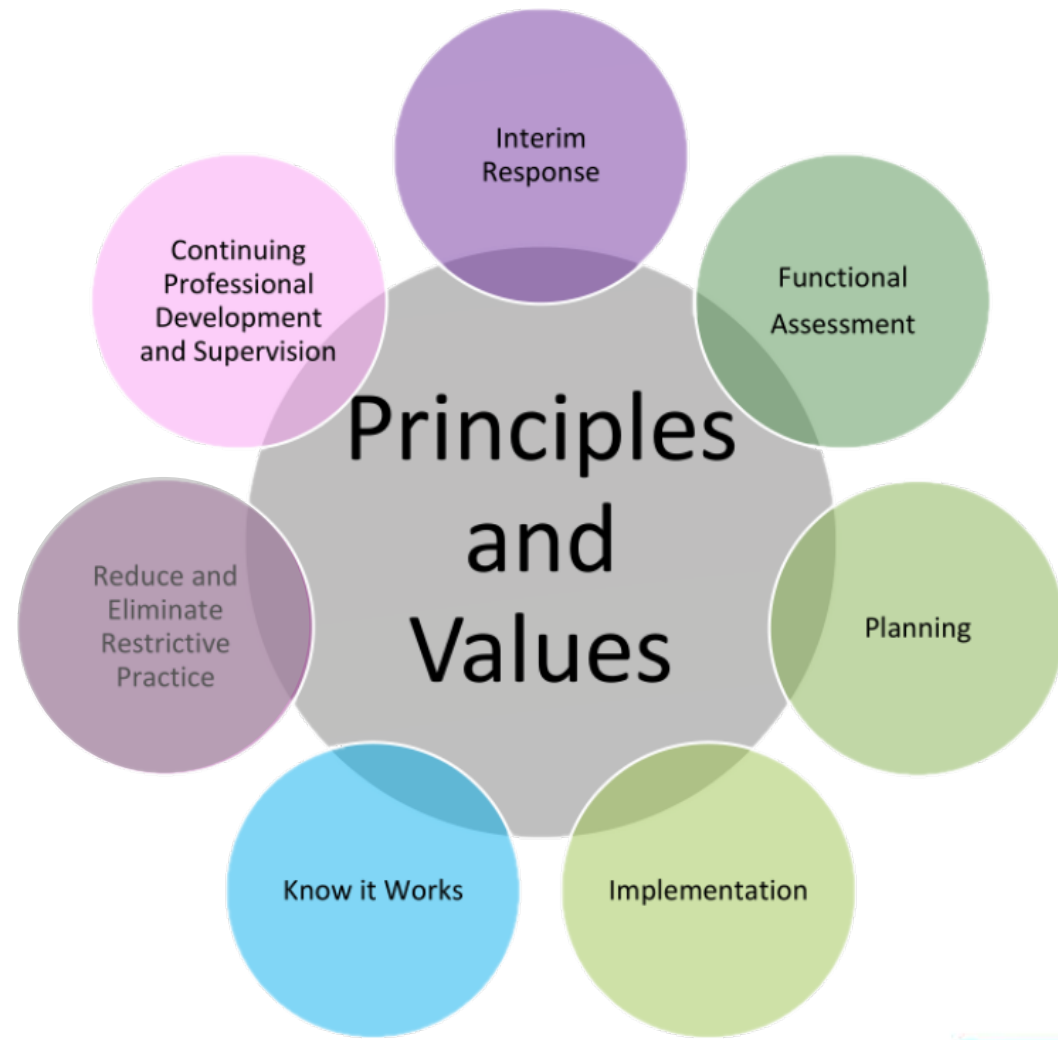 Interim
Response
Functional
Assessment
Planning
Implementation
Know it Works
Reduce and
Eliminate
Restrictive
Practice
Continuing
Professional
Development
and Supervision
Principles
and
Values